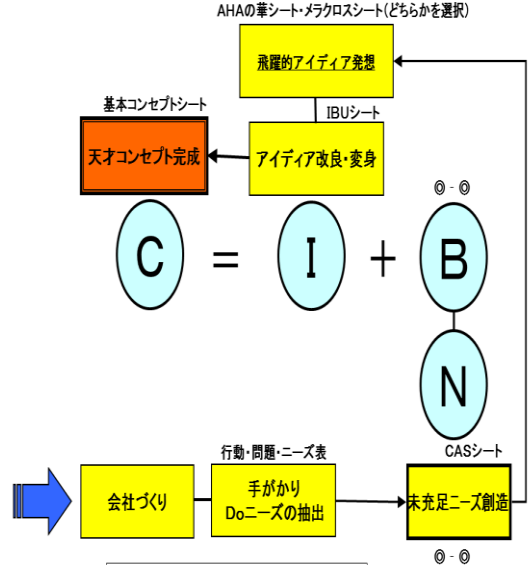 AHAの華シート・メラクロスシート(どちらかを選択)
飛躍的アイディア発想
基本コンセプトシート
IBUシート
天才コンセプト完成
アイディア改良・変身
◎ - ◎
C = I + B
N
行動・問題・ニーズ表
CASシート
会社づくり
手がかり
Doニーズの抽出
未充足ニーズ創造
◎ - ◎